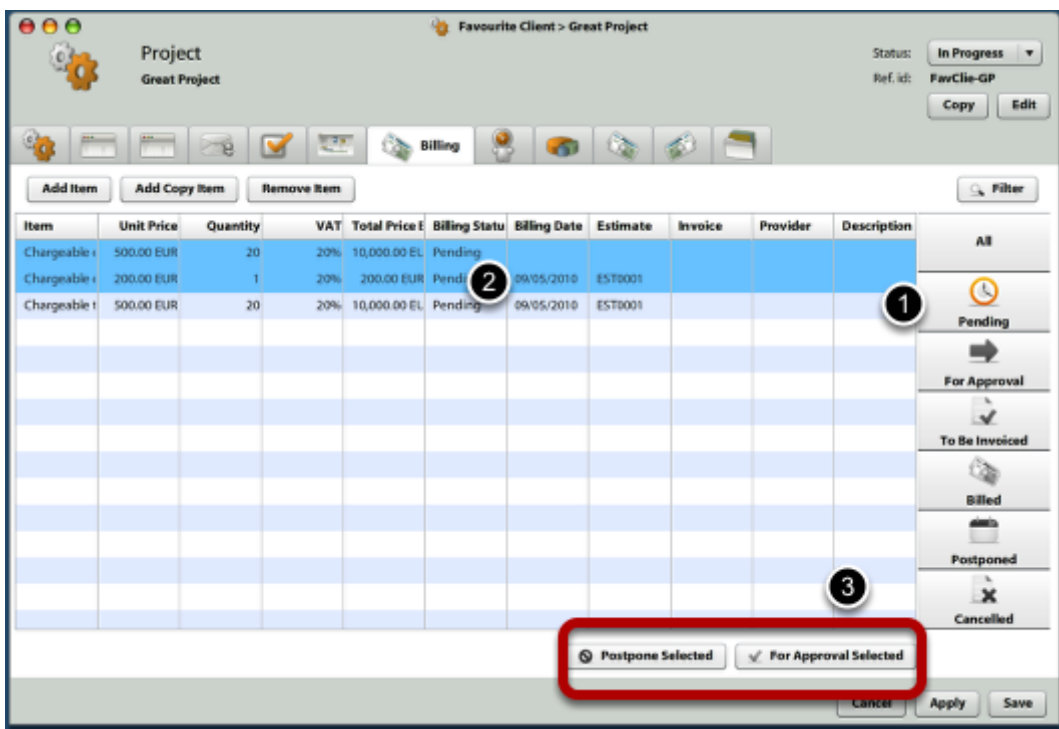 Favourite Client > Great Project
Project
Great Project
Status: In Progress
Ref. id: FavClie-GP
Copy Edit
Billing
Add Item Add Copy Item Remove Item Filter
Item Unit Price Quantity VAT Total Price E Billing Statu Billing Date Estimate Invoice Provider Description
Chargeable 500.00 EUR 20 20% 10,000.00 EU Pending
Chargeable 200.00 EUR 1 20% 200.00 EUR 09/05/2010 EST0001
Chargeable t 500.00 EUR 20 20% 10,000.00 EU Pending 09/05/2010 EST0001
2
1
3
All
Pending
For Approval
To Be Invoiced
Billed
Postponed
Cancelled
Postpone Selected For Approval Selected
Cancel Apply Save